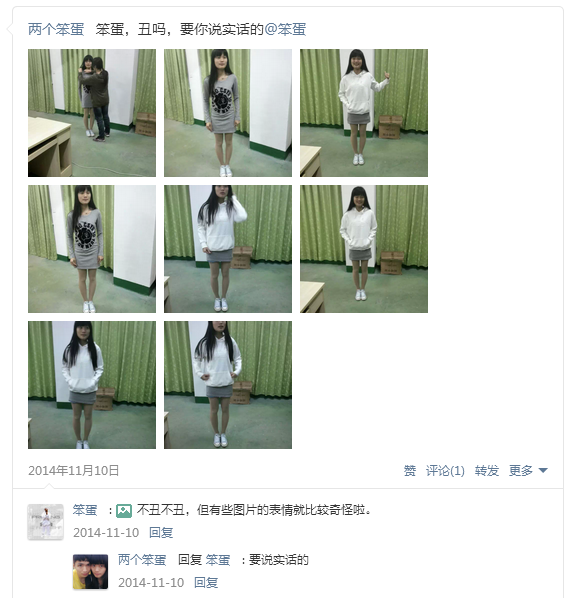 两个笨蛋 笨蛋，丑吗，要你说实话的@笨蛋
2014年11月10日 赞 评论(1) 转发 更多
笨蛋 : 不丑不丑，但有些图片的表情就比较奇怪啦。
2014-11-10 回复
两个笨蛋 回复 笨蛋 : 要说实话的
2014-11-10 回复